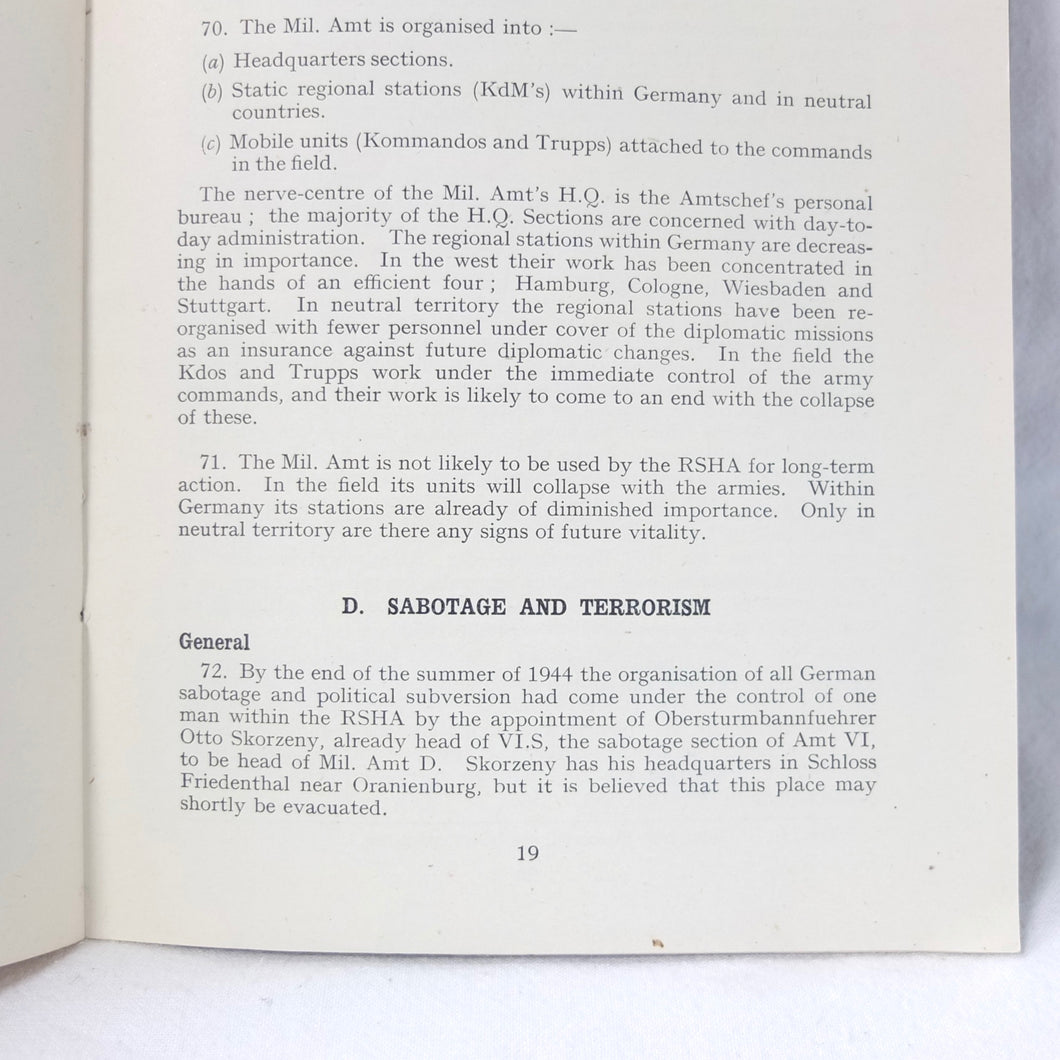 70. The Mil. Amt is organised into :—
(a) Headquarters sections.
(b) Static regional stations (KdM's) within Germany and in neutral
countries.
(c) Mobile units (Kommandos and Trupps) attached to the commands
in the field.
The nerve-centre of the Mil. Amt's H.Q. is the Amtschef's personal
bureau ; the majority of the H.Q. Sections are concerned with day-to-
day administration. The regional stations within Germany are decreas-
ing in importance. In the west their work has been concentrated in
the hands of an efficient four ; Hamburg, Cologne, Wiesbaden and
Stuttgart. In neutral territory the regional stations have been re-
organised with fewer personnel under cover of the diplomatic missions
as an insurance against future diplomatic changes. In the field the
Kdos and Trupps work under the immediate control of the army
commands, and their work is likely to come to an end with the collapse
of these.
71. The Mil. Amt is not likely to be used by the RSHA for long-term
action. In the field its units will collapse with the armies. Within
Germany its stations are already of diminished importance. Only in
neutral territory are there any signs of future vitality.
D. SABOTAGE AND TERRORISM
General
72. By the end of the summer of 1944 the organisation of all German
sabotage and political subversion had come under the control of one
man within the RSHA by the appointment of Obersturmbannfuehrer
Otto Skorzeny, already head of VI.S, the sabotage section of Amt VI,
to be head of Mil. Amt D. Skorzeny has his headquarters in Schloss
Friedenthal near Oranienburg, but it is believed that this place may
shortly be evacuated.
19